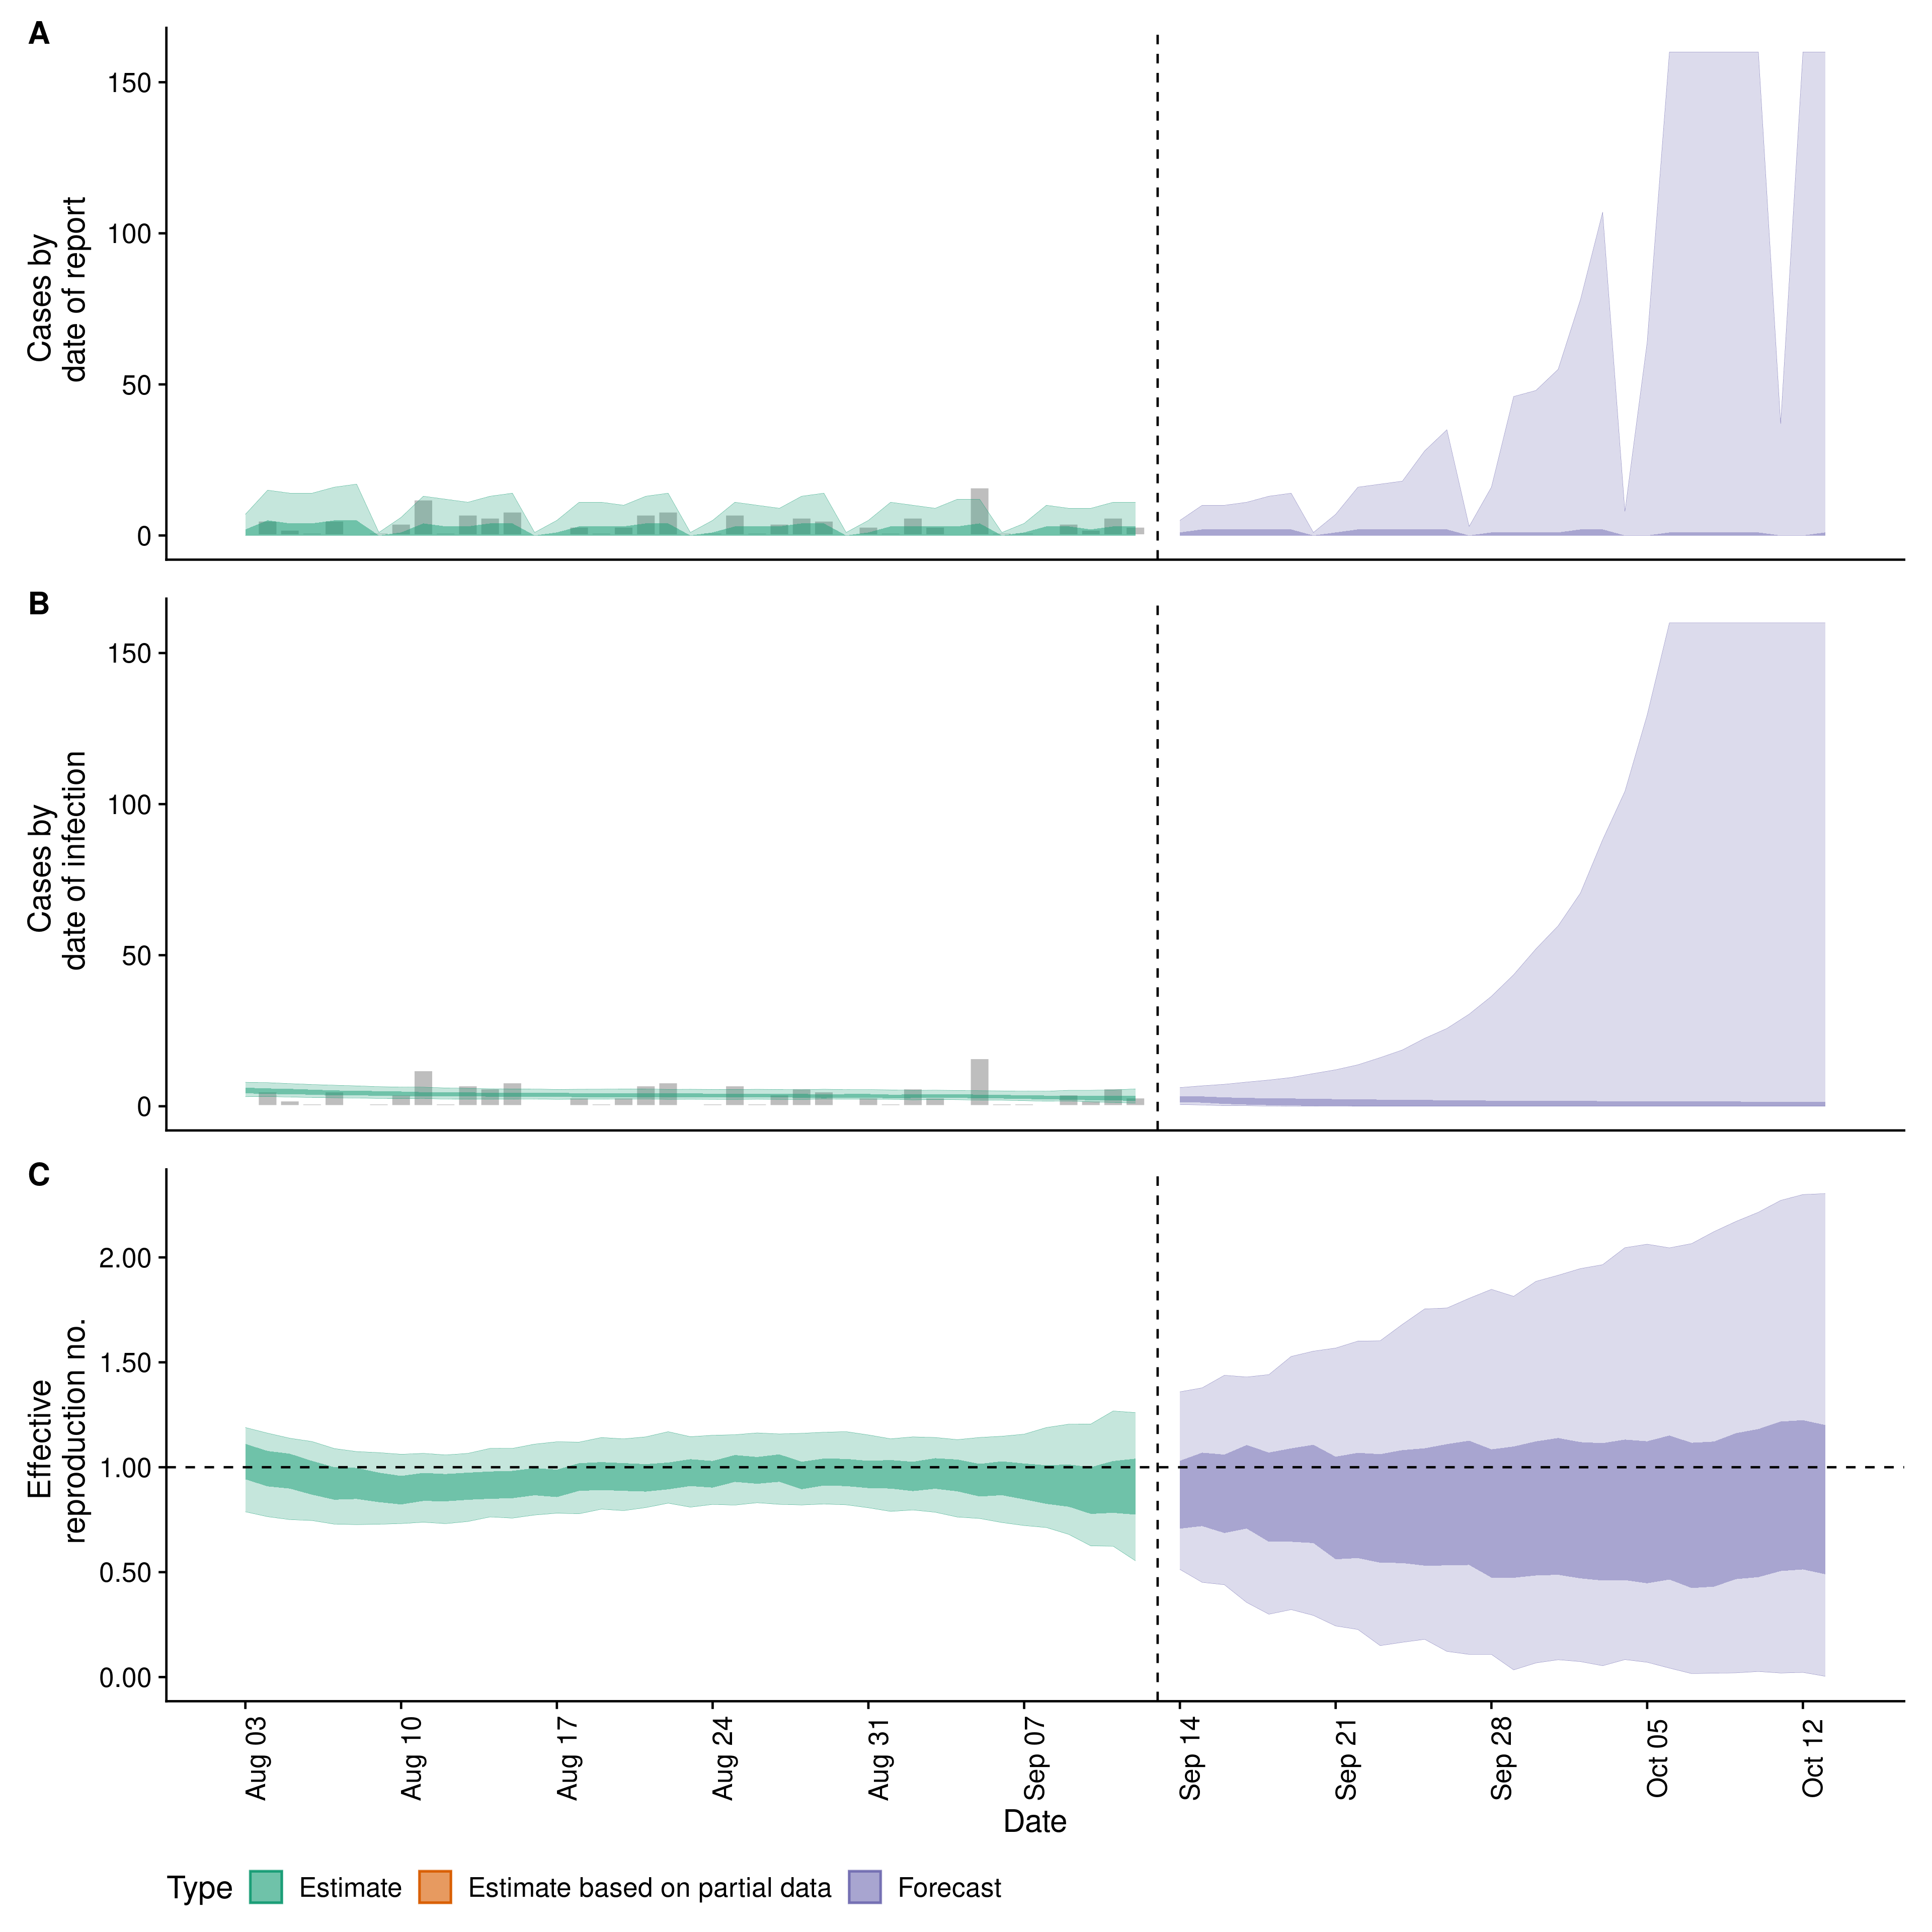 A
150
100
50
0
Cases by
date of report
B
150
100
50
0
Cases by
date of infection
C
2.00
1.50
1.00
0.50
0.00
Effective
reproduction no.
Aug 03
Aug 10
Aug 17
Aug 24
Aug 31
Sep 07
Sep 14
Sep 21
Sep 28
Oct 05
Oct 12
Date
Type Estimate Estimate based on partial data Forecast